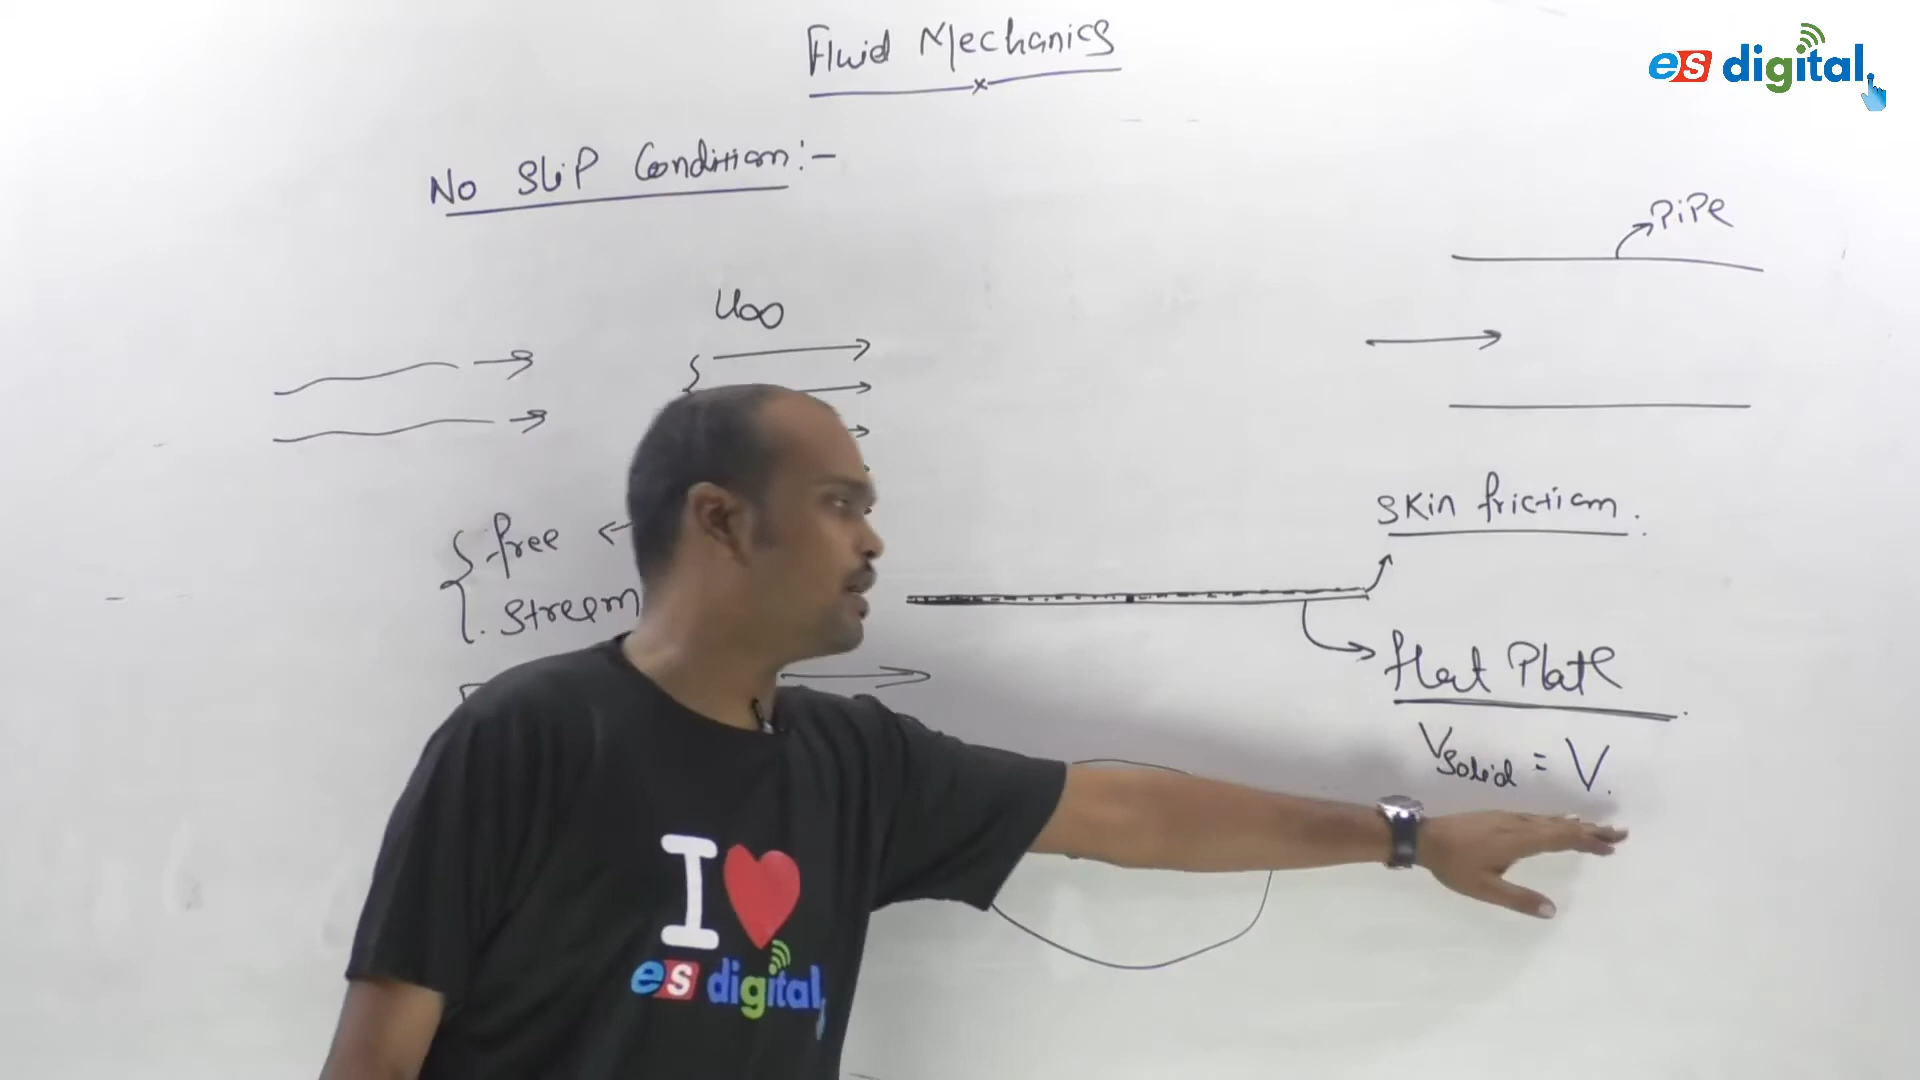 Fluid Mechanics
es digital.
No Slip Condition:-
Pipe
U∞
Skin friction.
free
Stream
flat Plate
Vsolid = V.
I
es digital.